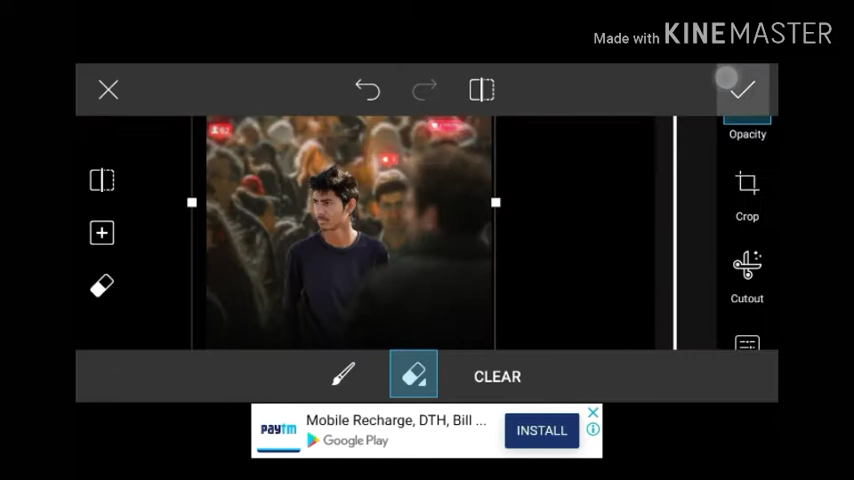 Made with KINEMASTER
Opacity
Crop
Cutout
CLEAR
paytm
Mobile Recharge, DTH, Bill ...
Google Play
INSTALL